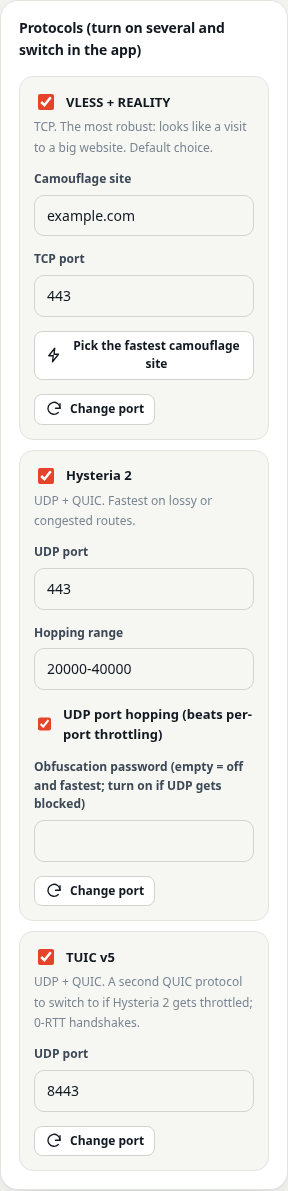 Protocols (turn on several and
switch in the app)
VLESS + REALITY
TCP. The most robust: looks like a visit
to a big website. Default choice.
Camouflage site
example.com
TCP port
443
Pick the fastest camouflage
site
Change port
Hysteria 2
UDP + QUIC. Fastest on lossy or
congested routes.
UDP port
443
Hopping range
20000-40000
UDP port hopping (beats per-
port throttling)
Obfuscation password (empty = off
and fastest; turn on if UDP gets
blocked)
Change port
TUIC v5
UDP + QUIC. A second QUIC protocol
to switch to if Hysteria 2 gets throttled;
0-RTT handshakes.
UDP port
8443
Change port